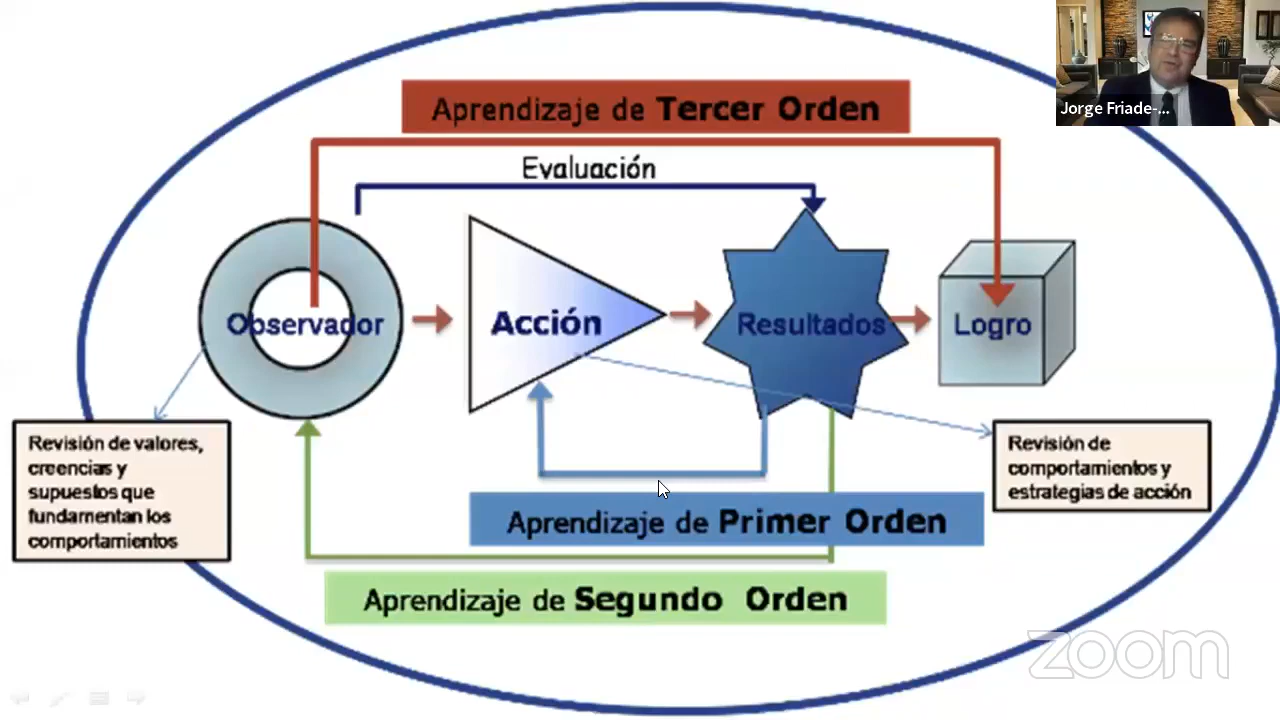 Aprendizaje de Tercer Orden
Jorge Friade-...
Evaluación
Observador
Acción
Resultados
Logro
Revisión de valores,
creencias y
supuestos que
fundamentan los
comportamientos
Revisión de
comportamientos y
estrategias de acción
Aprendizaje de Primer Orden
Aprendizaje de Segundo Orden
zoom